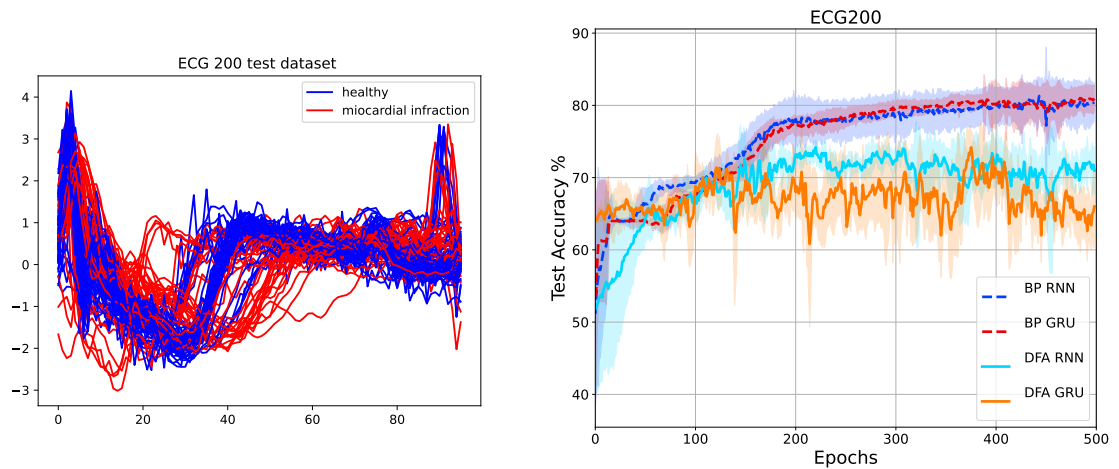 ECG 200 test dataset
healthy
miocardial infraction
4
3
2
1
0
−1
−2
−3
0 20 40 60 80
ECG200
Test Accuracy %
90
80
70
60
50
40
BP RNN
BP GRU
DFA RNN
DFA GRU
0 100 200 300 400 500
Epochs